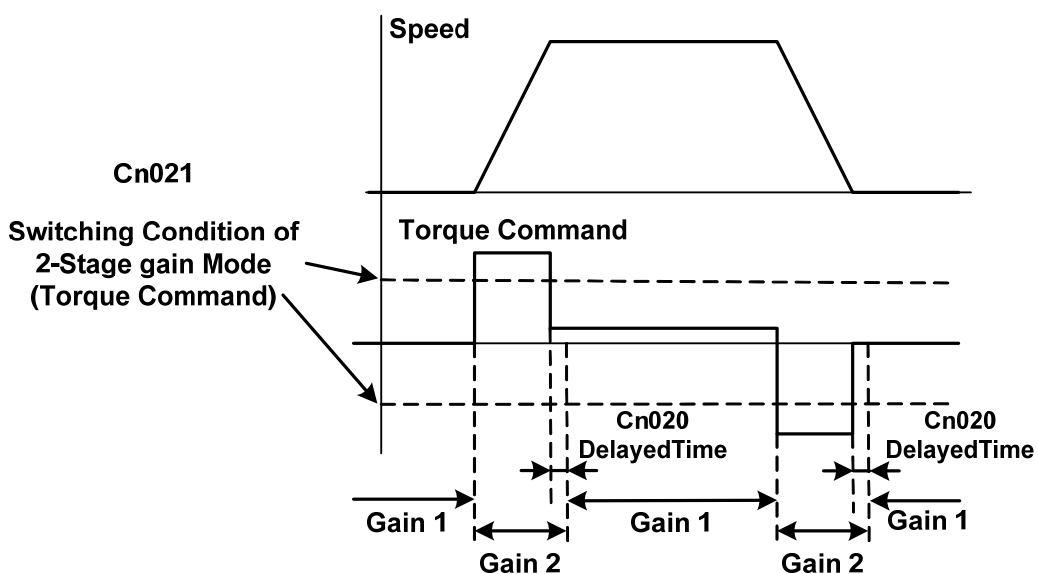 Speed
Cn021
Switching Condition of
2-Stage gain Mode
(Torque Command)
Torque Command
Cn020
DelayedTime
Cn020
DelayedTime
Gain 1
Gain 1
Gain 1
Gain 2
Gain 2